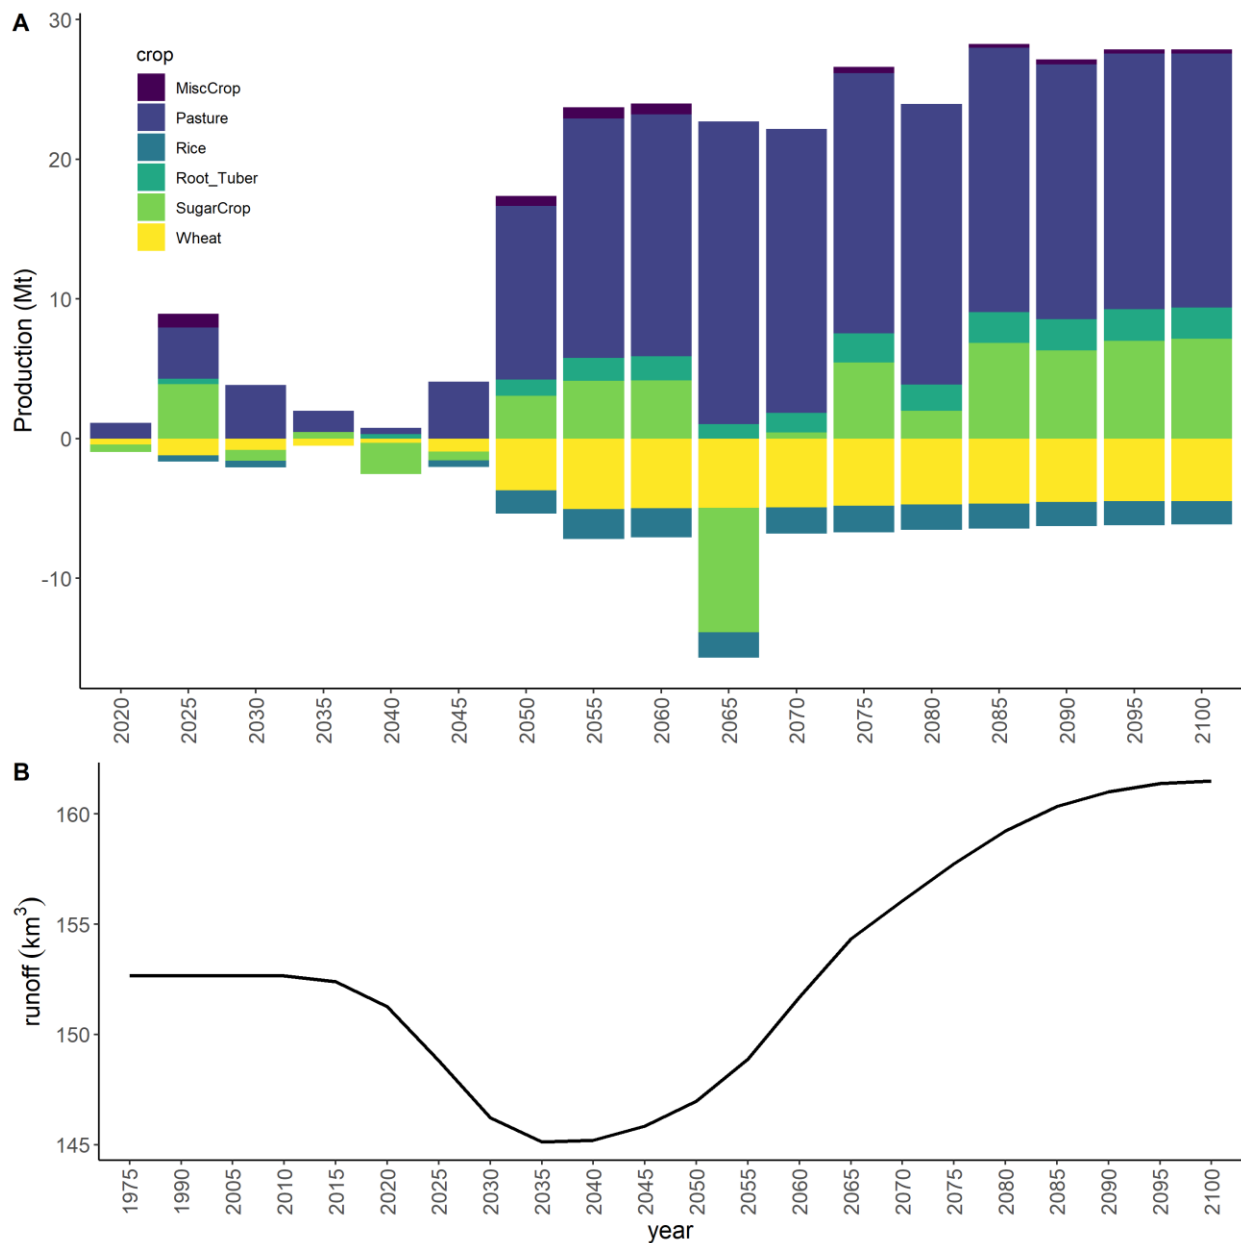 A
30
crop
MiscCrop
Pasture
Rice
Root_Tuber
SugarCrop
Wheat
20
10
0
-10
Production (Mt)
2020 2025 2030 2035 2040 2045 2050 2055 2060 2065 2070 2075 2080 2085 2090 2095 2100
B
160
155
150
145
runoff (km³)
1975 1990 2005 2010 2015 2020 2025 2030 2035 2040 2045 2050 2055 2060 2065 2070 2075 2080 2085 2090 2095 2100
year